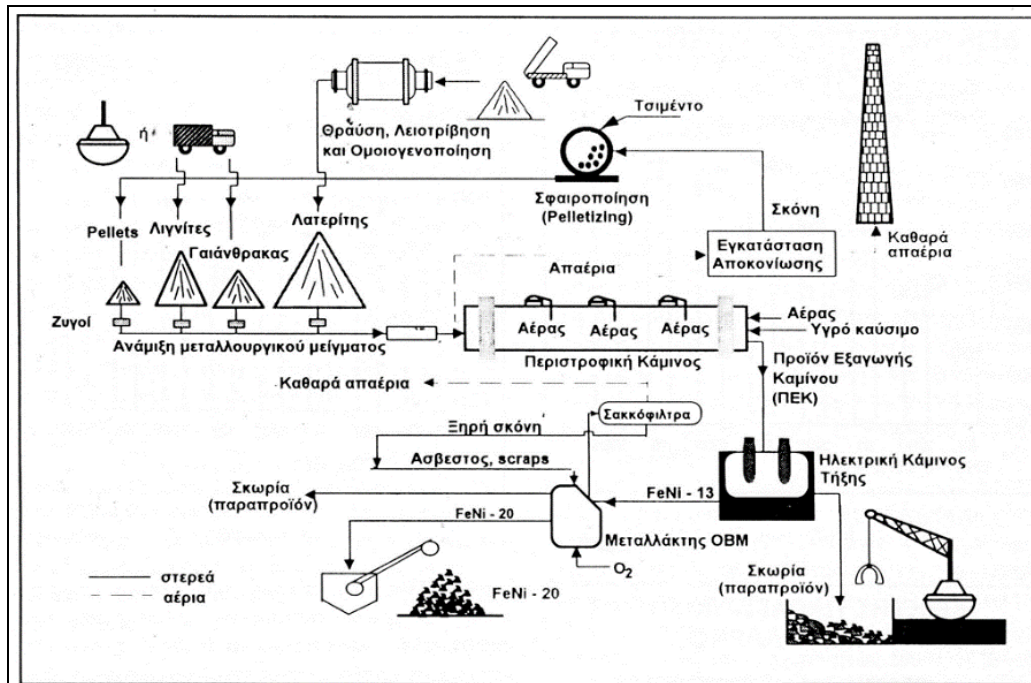 Τσιμέντο
ή
Θραύση, Λειοτρίβηση
και Ομοιογενοποίηση
Σφαιροποίηση
(Pelletizing)
Σκόνη
Pellets
Λιγνίτες
Γαιάνθρακας
Λατερίτης
Εγκατάσταση
Αποκονίωσης
Καθαρά
απαέρια
Απαέρια
Ζυγοί
Αέρας
Αέρας
Αέρας
Αέρας
Υγρό καύσιμο
Ανάμιξη μεταλλουργικού μείγματος
Περιστροφική Κάμινος
Προϊόν Εξαγωγής
Καμίνου
(ΠΕΚ)
Καθαρά απαέρια
Σακκόφιλτρα
Ξηρή σκόνη
Ασβεστος, scraps
Ηλεκτρική Κάμινος
Τήξης
Σκωρία
(παραπροϊόν)
FeNi - 13
FeNi - 20
Μεταλλάκτης OBM
O2
Σκωρία
(παραπροϊόν)
στερεά
αέρια
FeNi - 20